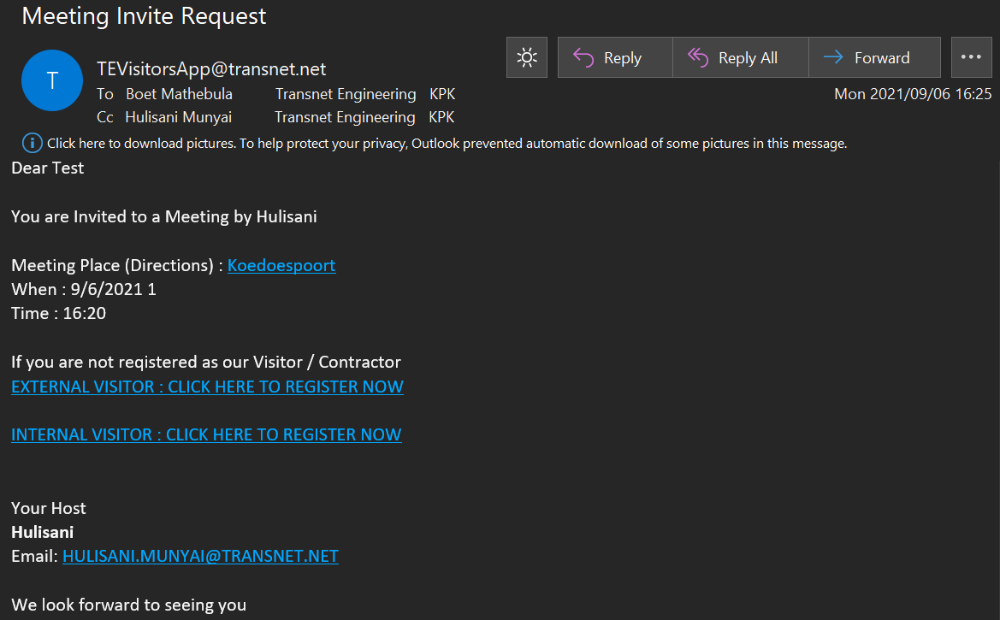 Meeting Invite Request
T
TEVisitorsApp@transnet.net
Reply
Reply All
Forward
To Boet Mathebula Transnet Engineering KPK
Mon 2021/09/06 16:25
Cc Hulisani Munyai Transnet Engineering KPK
Click here to download pictures. To help protect your privacy, Outlook prevented automatic download of some pictures in this message.
Dear Test
You are Invited to a Meeting by Hulisani
Meeting Place (Directions) : Koedoespoort
When : 9/6/2021 1
Time : 16:20
If you are not reqistered as our Visitor / Contractor
EXTERNAL VISITOR : CLICK HERE TO REGISTER NOW
INTERNAL VISITOR : CLICK HERE TO REGISTER NOW
Your Host
Hulisani
Email: HULISANI.MUNYAI@TRANSNET.NET
We look forward to seeing you